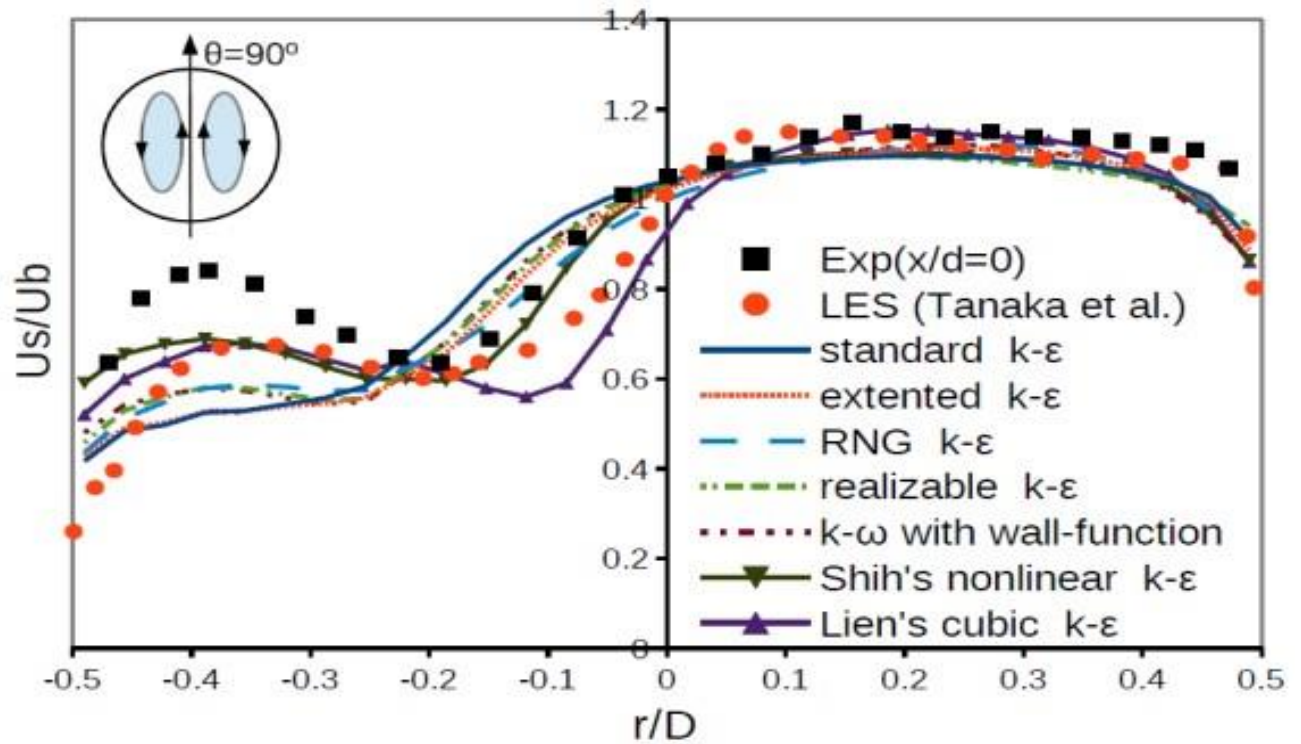 1.4
θ=90º
1.2
1
0.8
0.6
0.4
0.2
0
Us/Ub
Exp(x/d=0)
LES (Tanaka et al.)
standard k-ε
extented k-ε
RNG k-ε
realizable k-ε
k-ω with wall-function
Shih's nonlinear k-ε
Lien's cubic k-ε
-0.5 -0.4 -0.3 -0.2 -0.1 0 0.1 0.2 0.3 0.4 0.5
r/D